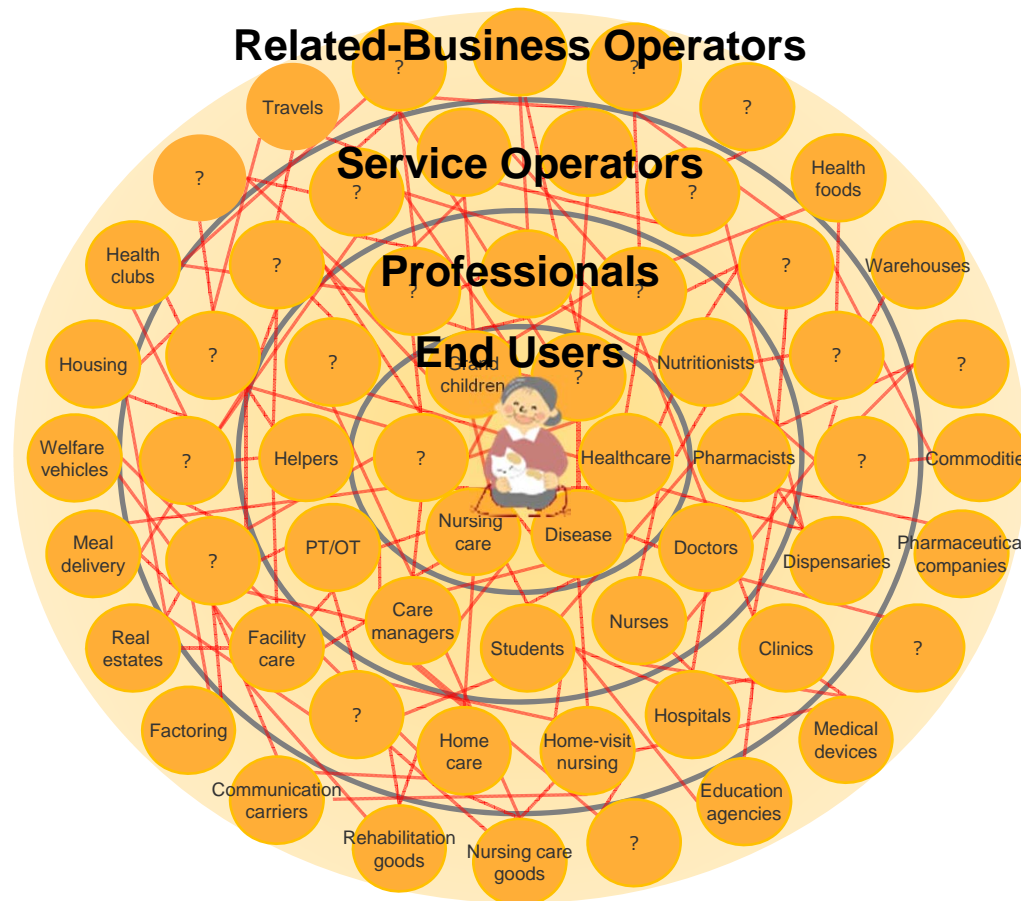 Related-Business Operators
?
?
Travels
?
Service Operators
?
?
?
Health
foods
Health
clubs
?
Professionals
?
?
?
Warehouses
Housing
?
?
End Users
Grand
children
?
Nutritionists
?
?
Welfare
vehicles
?
Helpers
?
Healthcare
Pharmacists
?
Commoditie
Meal
delivery
?
PT/OT
Nursing
care
Disease
Doctors
Dispensaries
Pharmaceutica
companies
Real
estates
Facility
care
Care
managers
Students
Nurses
Clinics
?
Factoring
?
Home
care
Home-visit
nursing
Hospitals
Medical
devices
Communication
carriers
Rehabilitation
goods
Nursing care
goods
?
Education
agencies